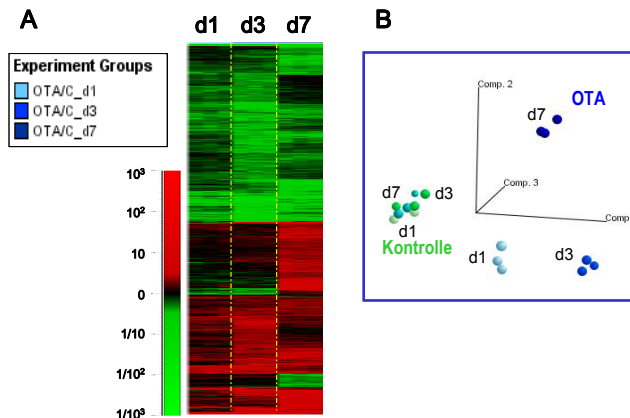 A
B
d1 d3 d7
Experiment Groups
OTA/C_d1
OTA/C_d3
OTA/C_d7
10³
10²
10
0
1/10
1/10²
1/10³
Comp. 2
OTA
d7
Comp. 3
Comp
d7 d3
d1
Kontrolle
d1
d3